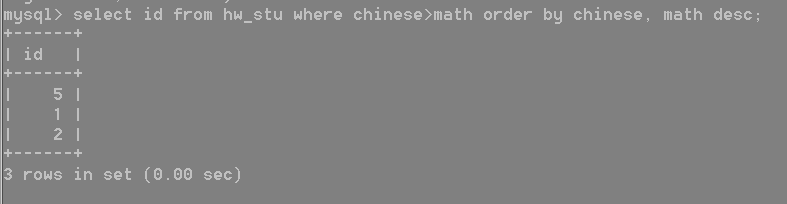 mysql> select id from hw_stu where chinese>math order by chinese, math desc;
+------+
| id   |
+------+
|    5 |
|    1 |
|    2 |
+------+
3 rows in set (0.00 sec)